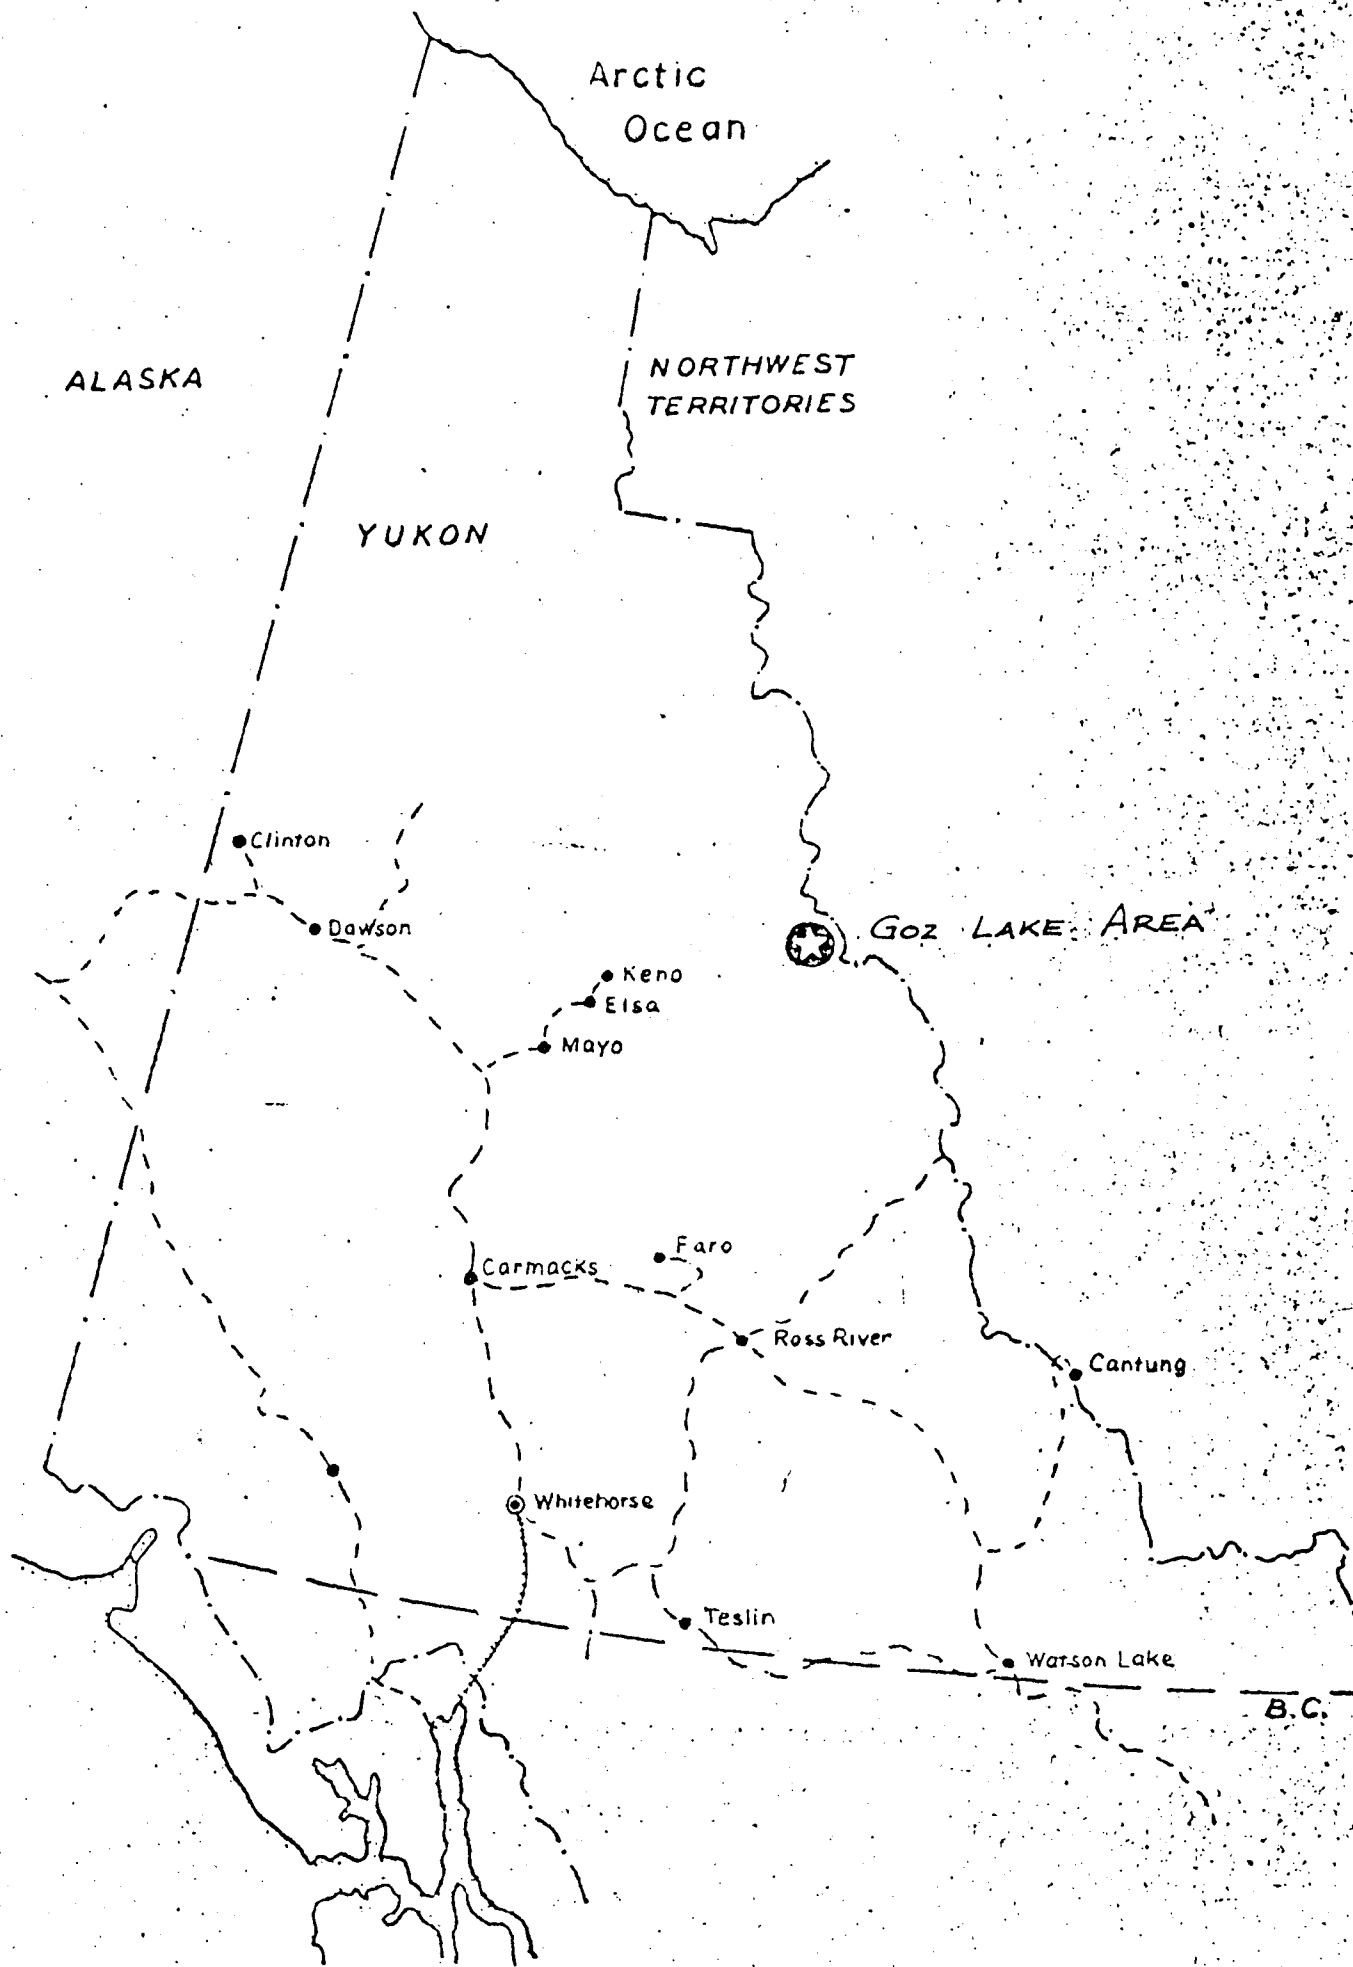 Arctic
Ocean
ALASKA
NORTHWEST
TERRITORIES
YUKON
Clinton
Dawson
GOZ LAKE AREA
Keno
Elsa
Mayo
Faro
Carmacks
Ross River
Cantung
Whitehorse
Teslin
Watson Lake
B.C.